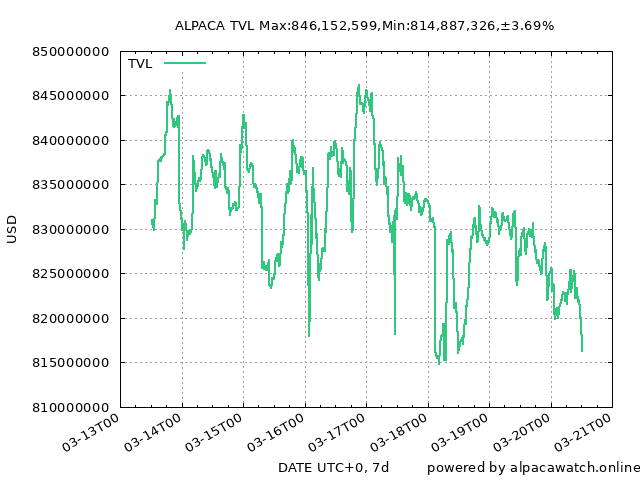 ALPACA TVL Max:846,152,599,Min:814,887,326,±3.69%
TVL
USD
850000000
845000000
840000000
835000000
830000000
825000000
820000000
815000000
810000000
03-13T00
03-14T00
03-15T00
03-16T00
03-17T00
03-18T00
03-19T00
03-20T00
03-21T00
DATE UTC+0, 7d
powered by alpacawatch.online